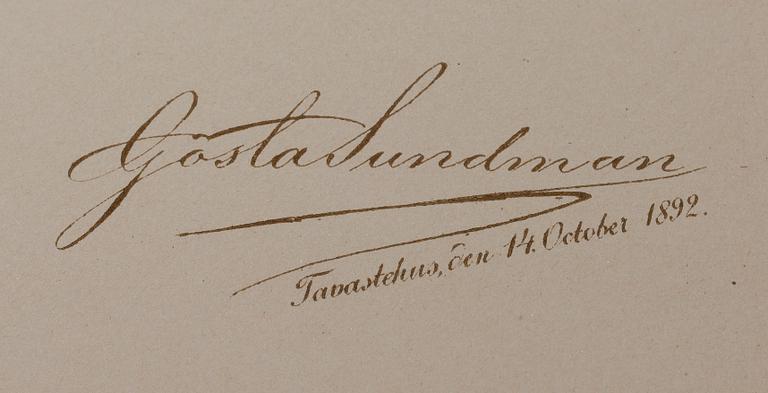 Gösta Sundman
Tavastehus, den 14. October 1892.